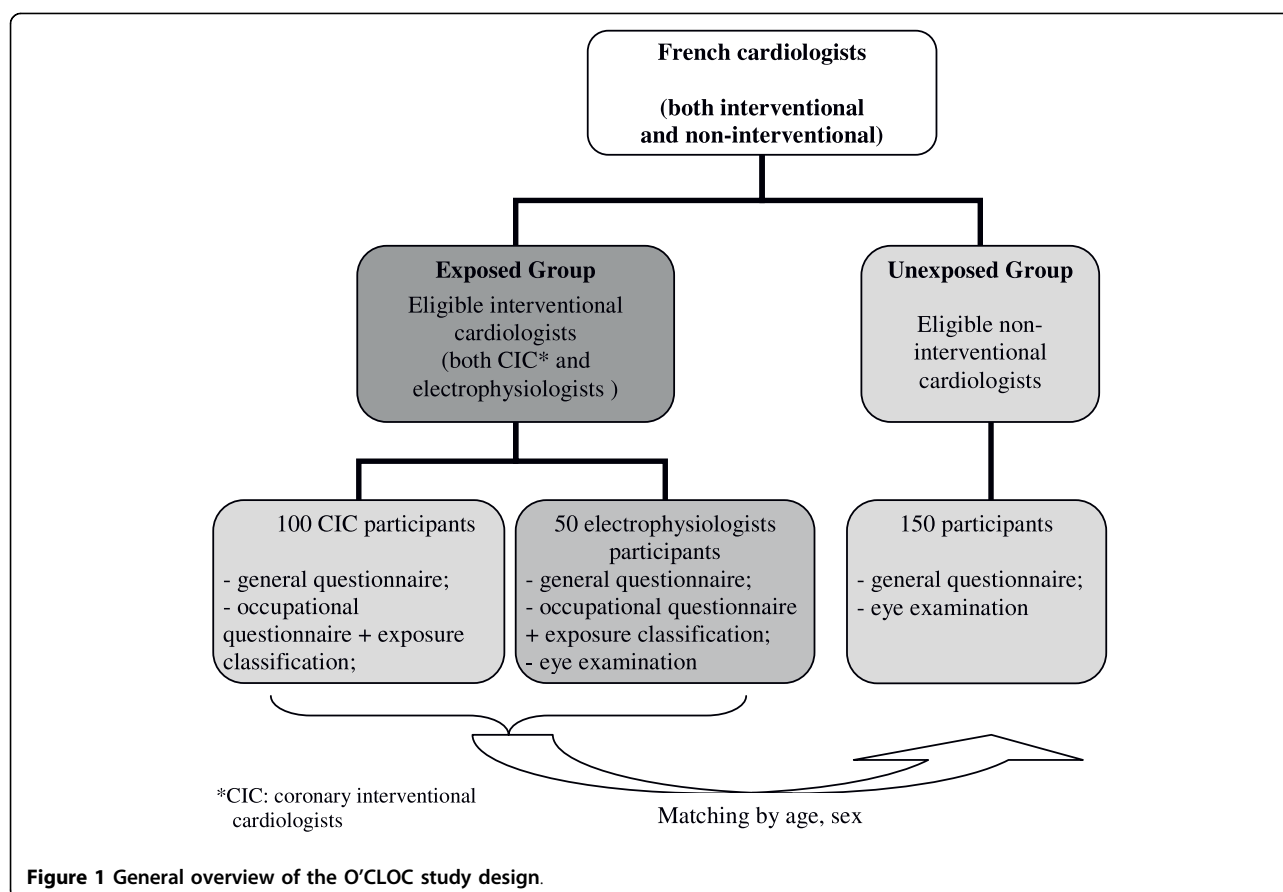 French cardiologists
(both interventional
and non-interventional)
Exposed Group
Eligible interventional
cardiologists
(both CIC* and
electrophysiologists )
Unexposed Group
Eligible non-
interventional
cardiologists
100 CIC participants
- general questionnaire;
- occupational
questionnaire + exposure
classification;
50 electrophysiologists
participants
- general questionnaire;
- occupational questionnaire
+ exposure classification;
- eye examination
150 participants
- general questionnaire;
- eye examination
*CIC: coronary interventional
cardiologists
Matching by age, sex
Figure 1 General overview of the O'CLOC study design.